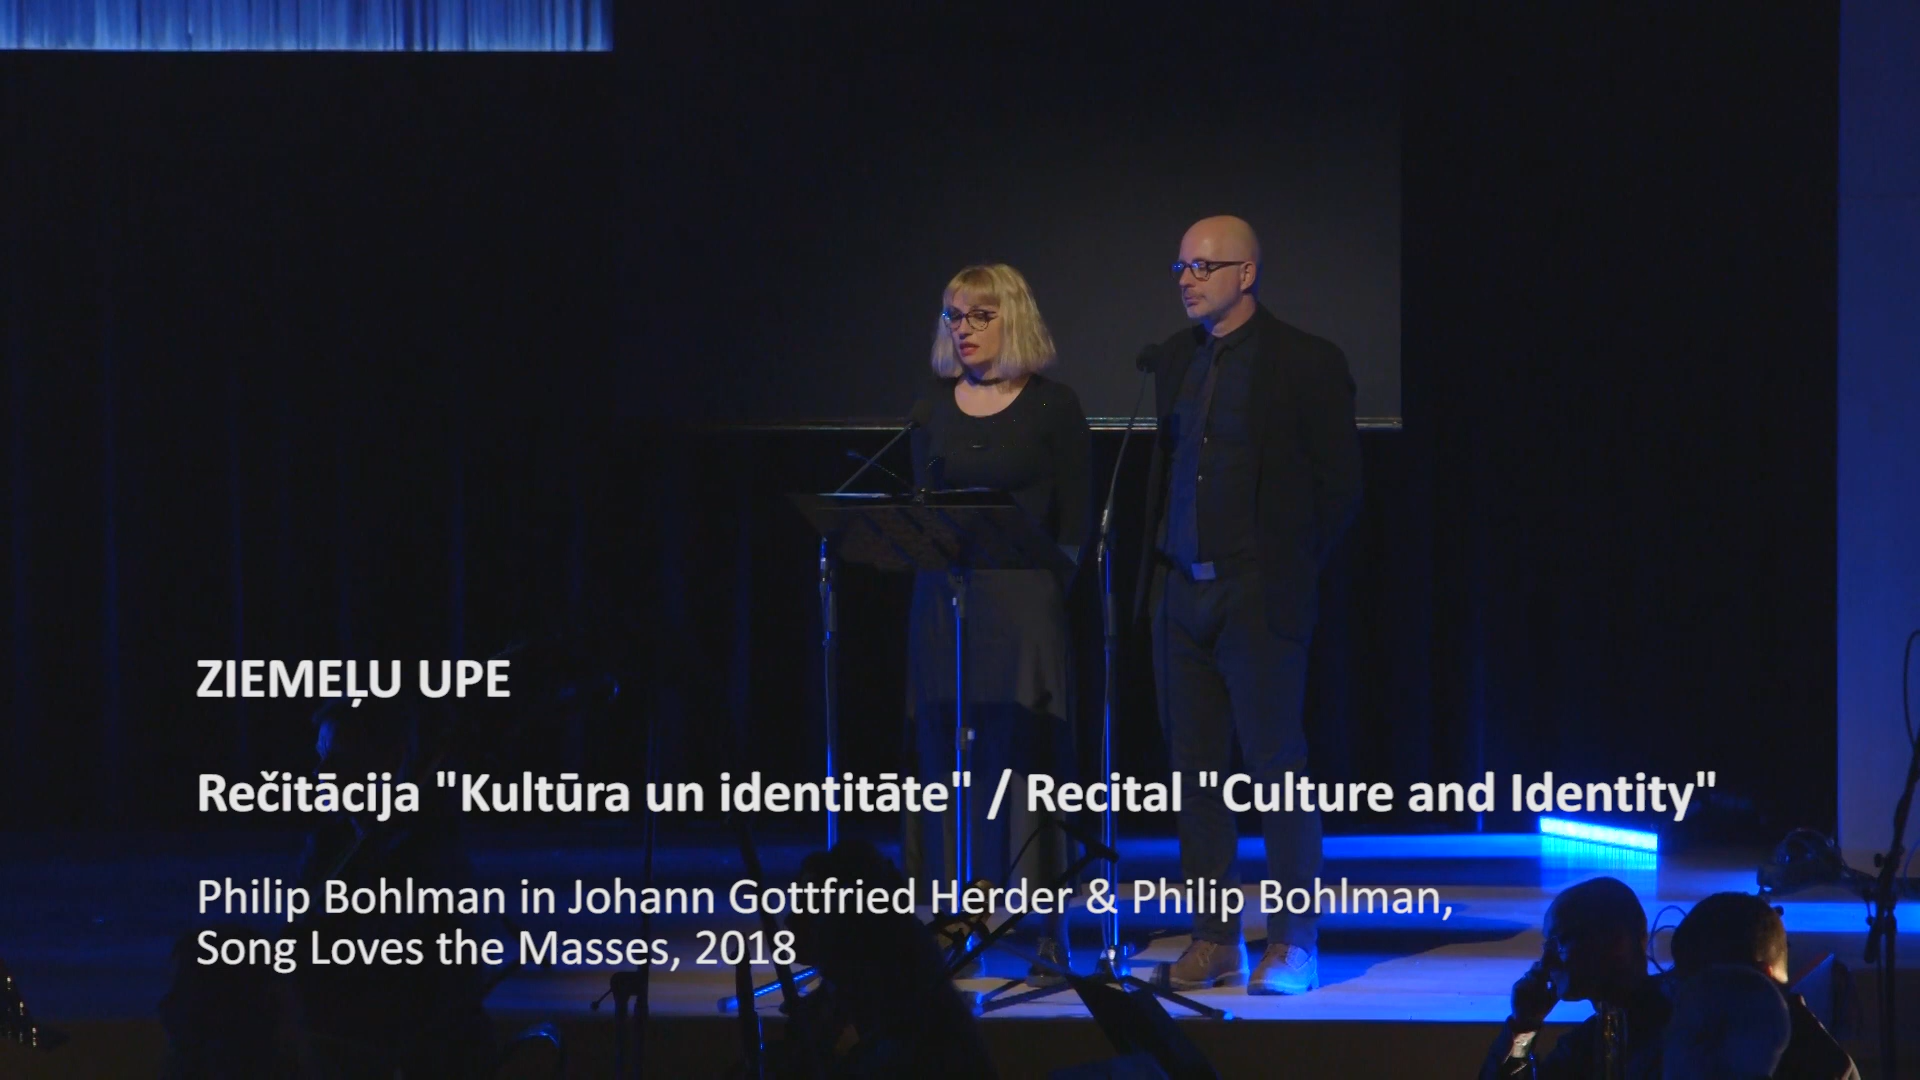 ZIEMEĻU UPE
Rečitācija "Kultūra un identitāte" / Recital "Culture and Identity"
Philip Bohlman in Johann Gottfried Herder & Philip Bohlman,
Song Loves the Masses, 2018